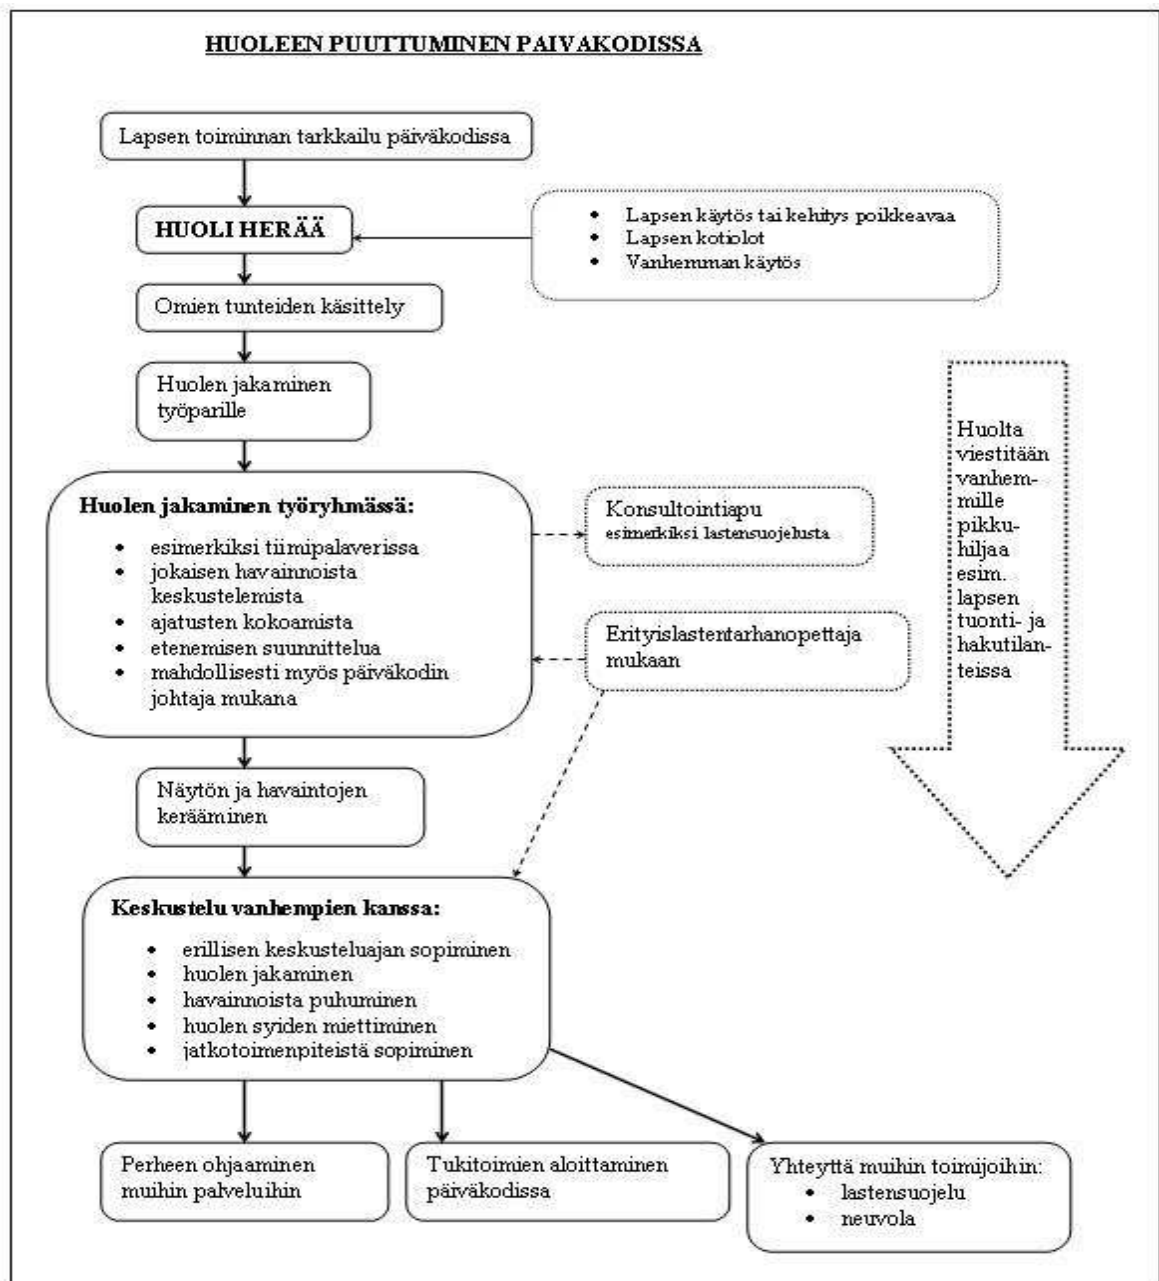 HUOLEEN PUUTTUMINEN PAIVAKODISSA
Lapsen toiminnan tarkkailu päiväkodissa
HUOLI HERÄÄ
• Lapsen käytös tai kehitys poikkeavaa
• Lapsen kotiolot
• Vanhemman käytös
Omien tunteiden käsittely
Huolen jakaminen
työparille
Huolta
viestitään
vanhem-
mille
pikku-
hiljaa
esim.
lapsen
tuonti- ja
hakutilan-
teissa
Huolen jakaminen työryhmässä:
• esimerkiksi tiimipalaverissa
• jokaisen havainnoista
keskustelemista
• ajatusten kokoamista
• etenemisen suunnittelua
• mahdollisesti myös päiväkodin
johtaja mukana
Konsultointiapu
esimerkiksi lastensuojelusta
Erityislastentarhanopettaja
mukaan
Näytön ja havaintojen
kerääminen
Keskustelu vanhempien kanssa:
• erillisen keskusteluajan sopiminen
• huolen jakaminen
• havainnoista puhuminen
• huolen syiden miettiminen
• jatkotoimenpiteistä sopiminen
Perheen ohjaaminen
muihin palveluihin
Tukitoimien aloittaminen
päiväkodissa
Yhteyttä muihin toimijoihin:
• lastensuojelu
• neuvola